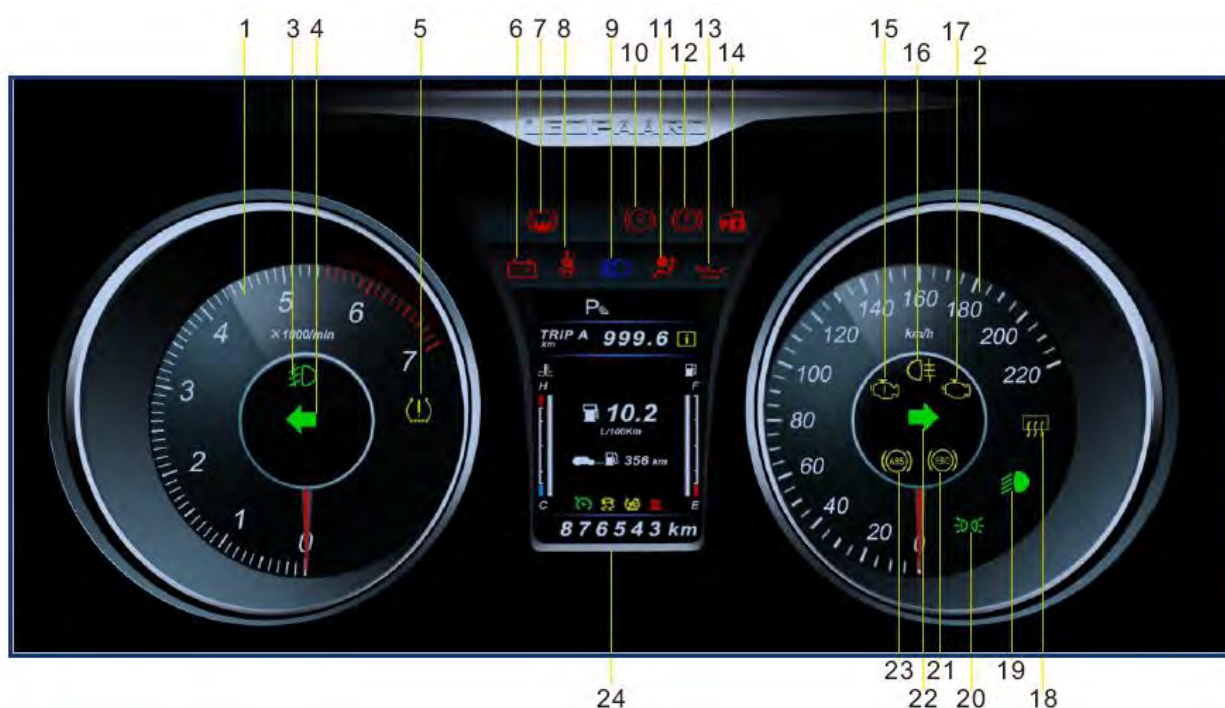 1 3 4 5 6 7 8 9 11 13 15 17
10 12 14 16 2
LEOPAARD
P
TRIP A 999.6 i
km
H F
10.2
L/100Km
356 km
C E
876543 km
0 1 2 3 4 5 6 7
×1000/min
0 20 40 60 80 100 120 140 160 180 200 220
km/h
ABS
EBD
23 21 19
24 22 20 18